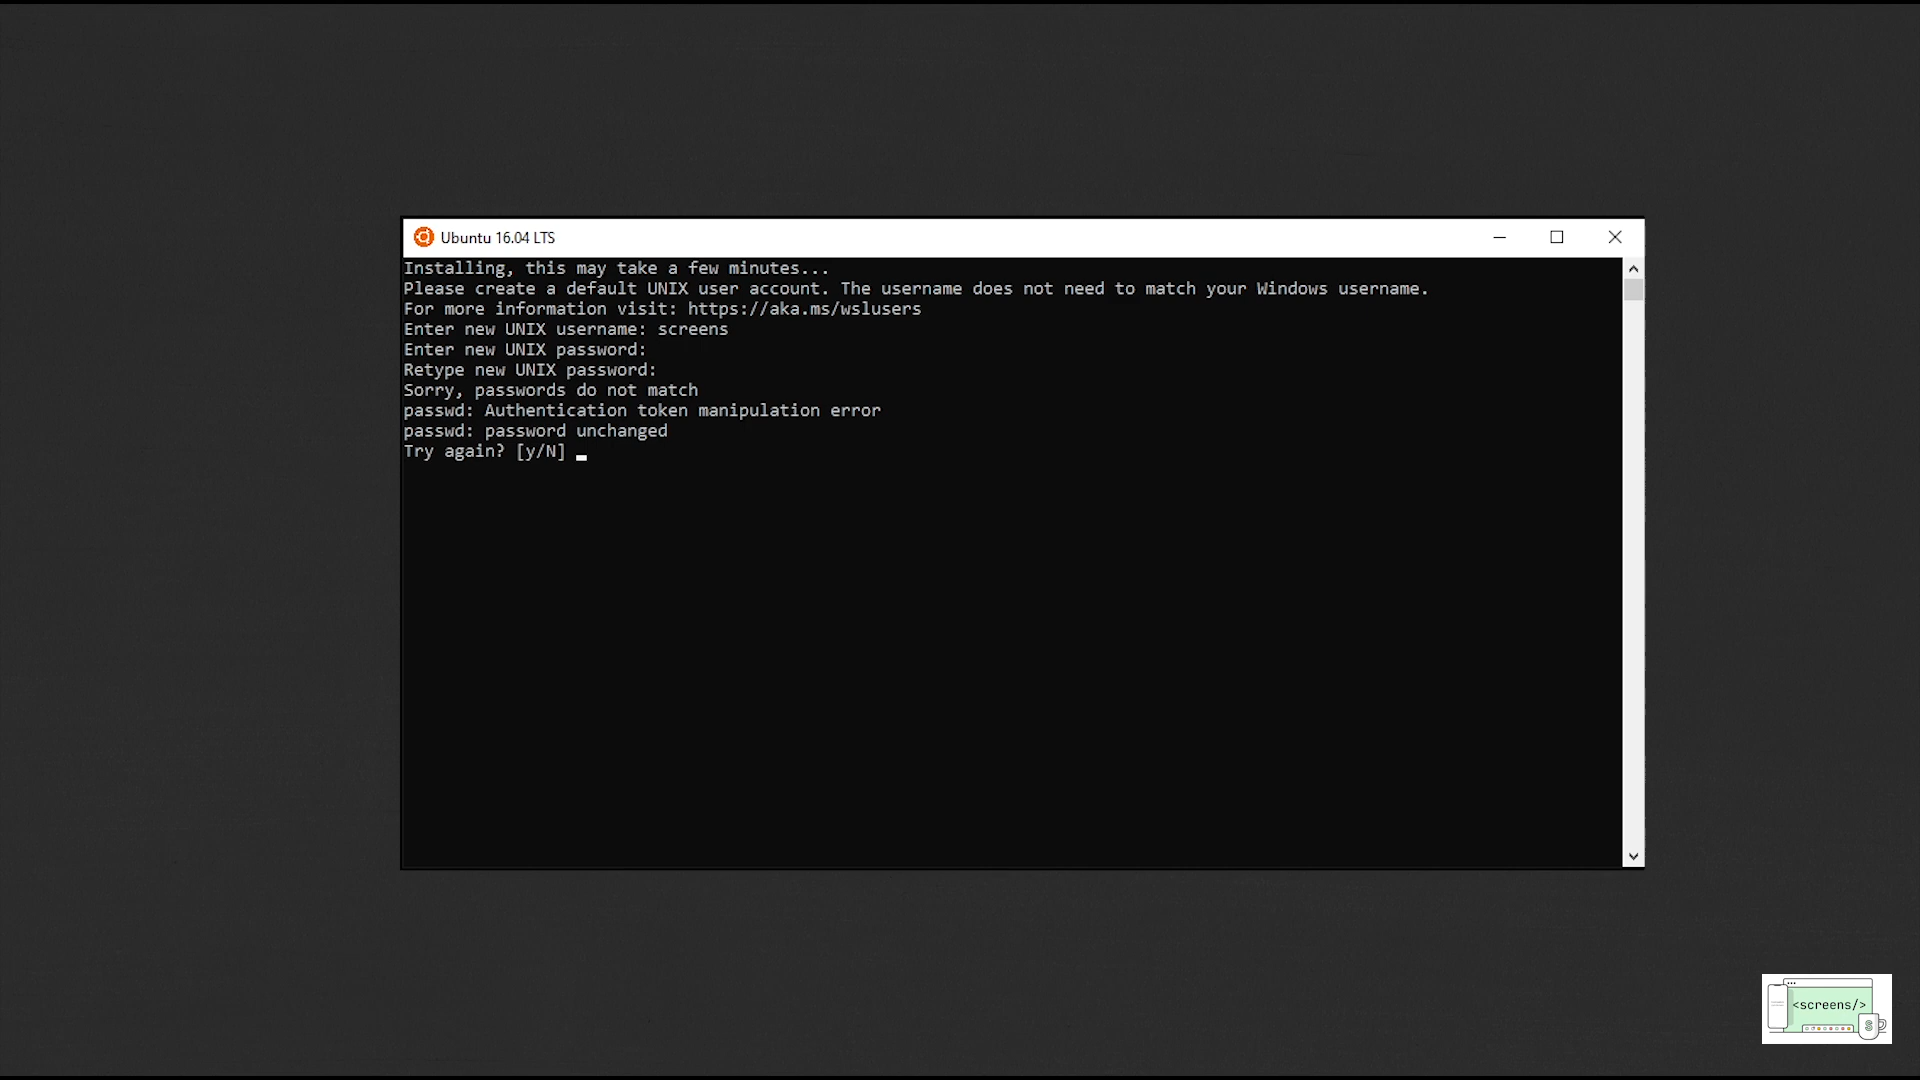 Ubuntu 16.04 LTS
Installing, this may take a few minutes...
Please create a default UNIX user account. The username does not need to match your Windows username.
For more information visit: https://aka.ms/wslusers
Enter new UNIX username: screens
Enter new UNIX password:
Retype new UNIX password:
Sorry, passwords do not match
passwd: Authentication token manipulation error
passwd: password unchanged
Try again? [y/N]
<screens/>
S